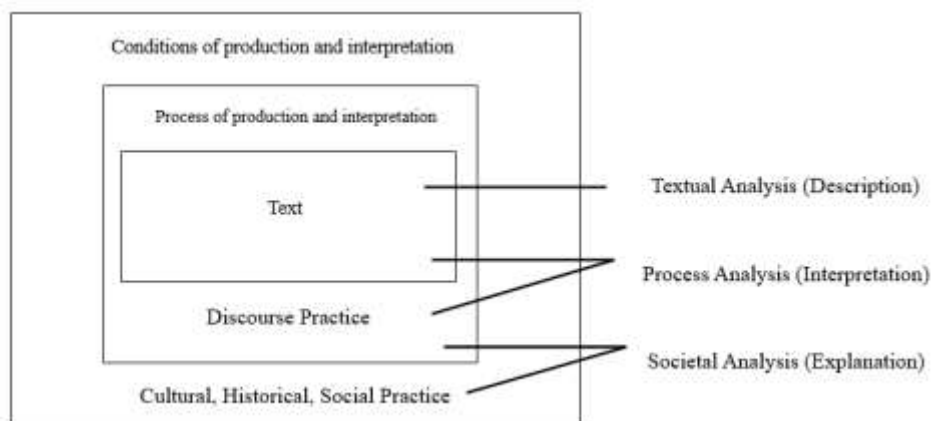 Conditions of production and interpretation
Process of production and interpretation
Text
Textual Analysis (Description)
Process Analysis (Interpretation)
Discourse Practice
Societal Analysis (Explanation)
Cultural, Historical, Social Practice